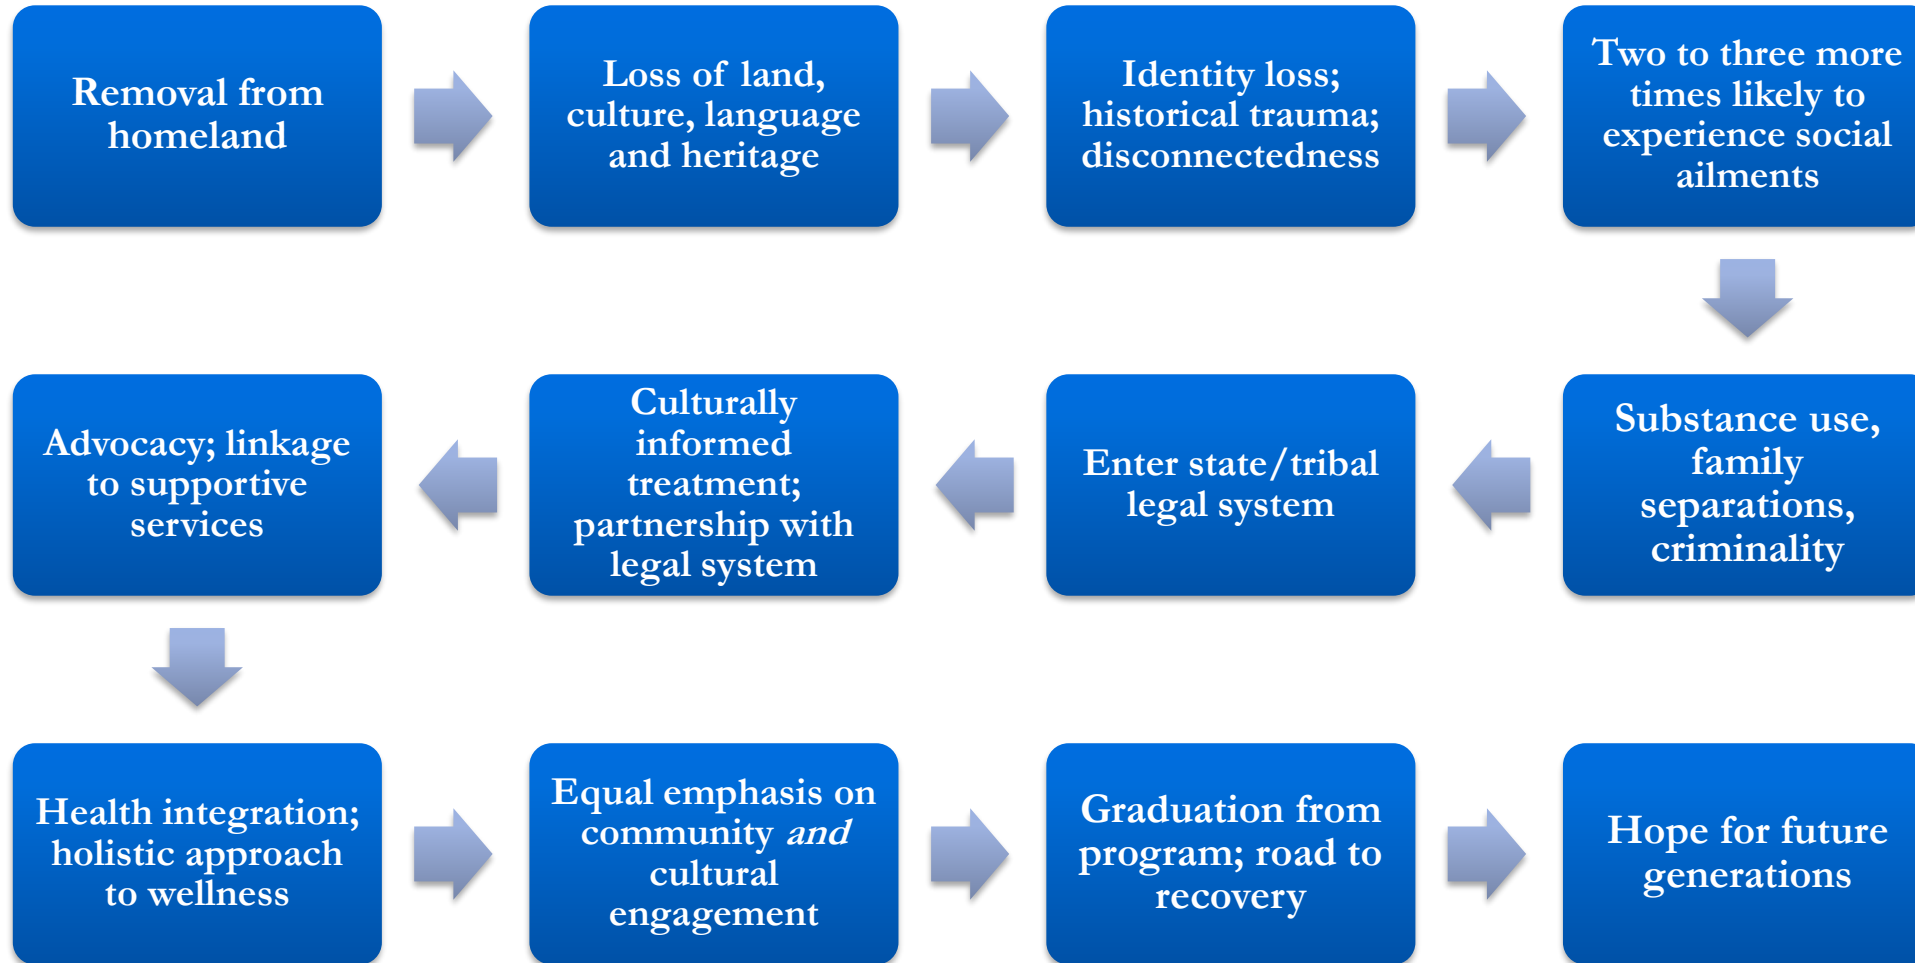 Removal from
homeland
Loss of land,
culture, language
and heritage
Identity loss;
historical trauma;
disconnectedness
Two to three more
times likely to
experience social
ailments
Substance use,
family
separations,
criminality
Enter state/tribal
legal system
Culturally
informed
treatment;
partnership with
legal system
Advocacy; linkage
to supportive
services
Health integration;
holistic approach
to wellness
Equal emphasis on
community and
cultural
engagement
Graduation from
program; road to
recovery
Hope for future
generations